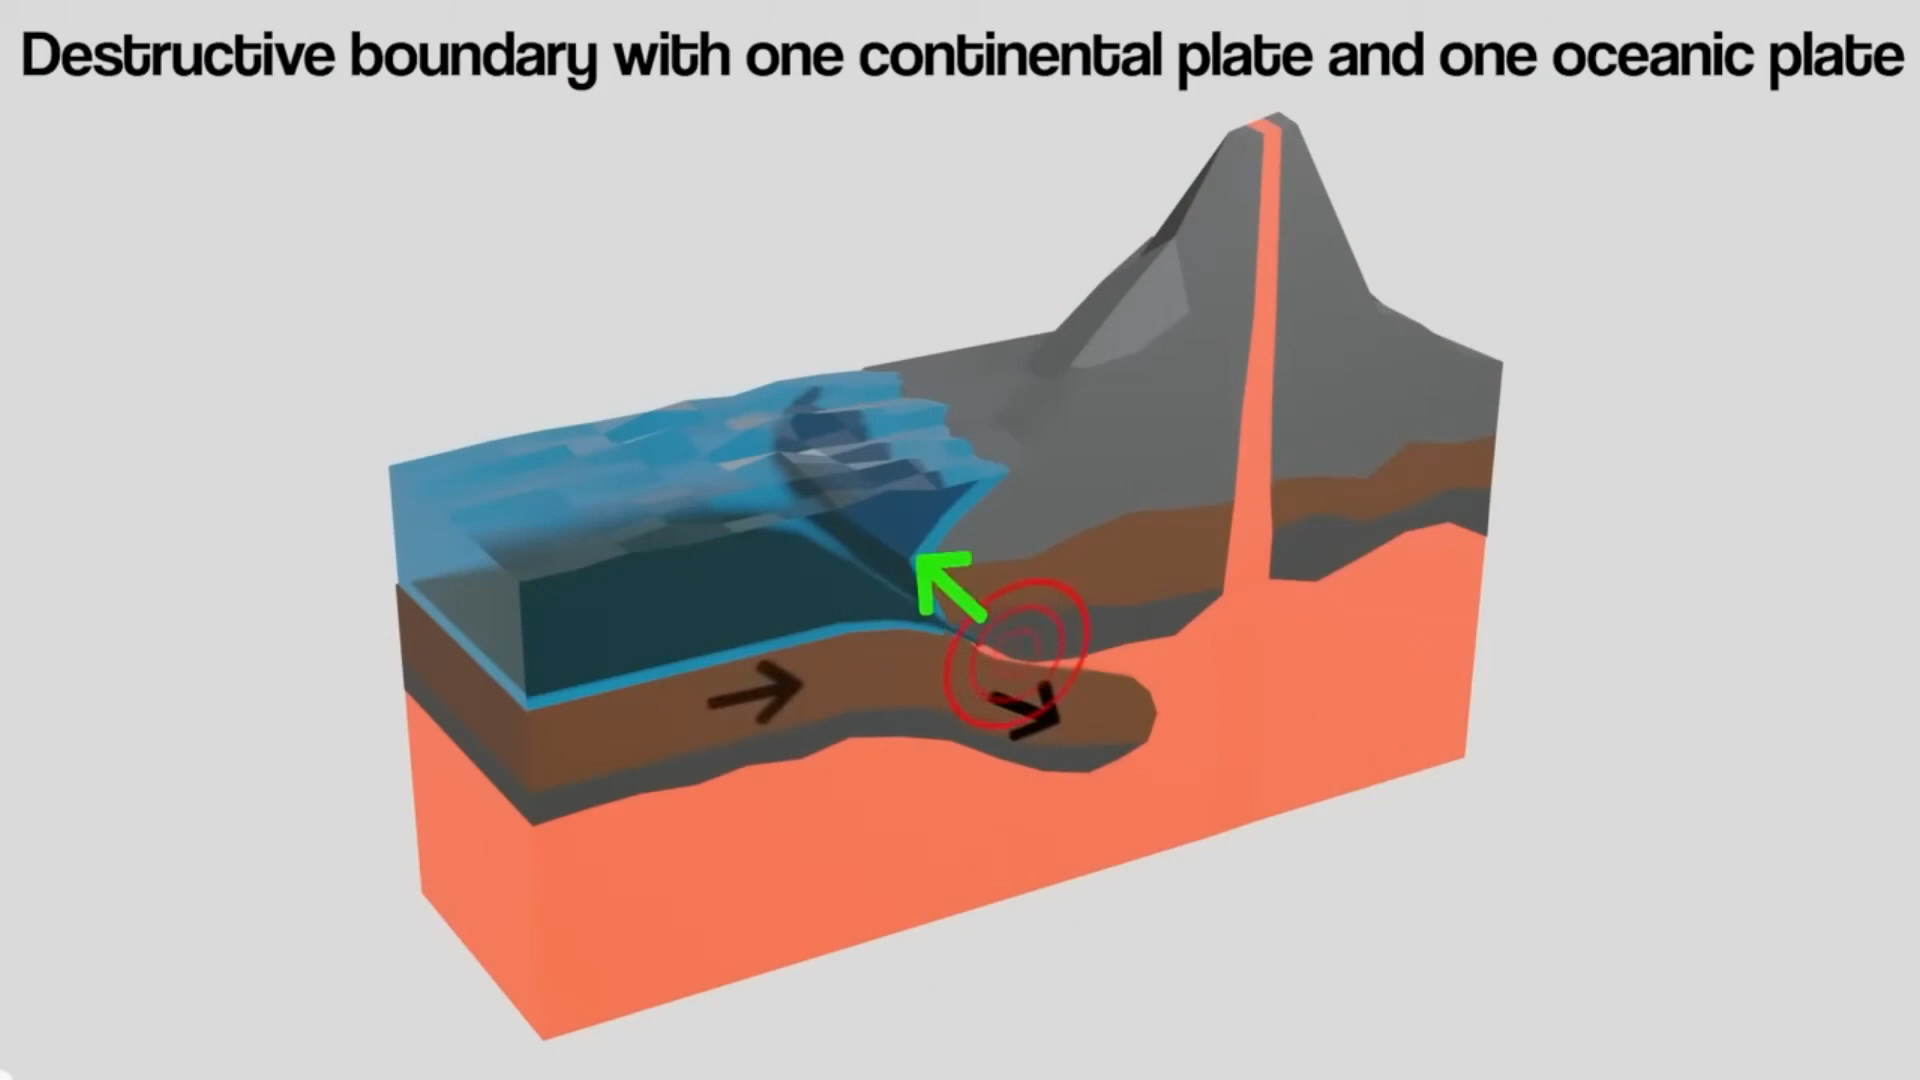 Destructive boundary with one continental plate and one oceanic plate